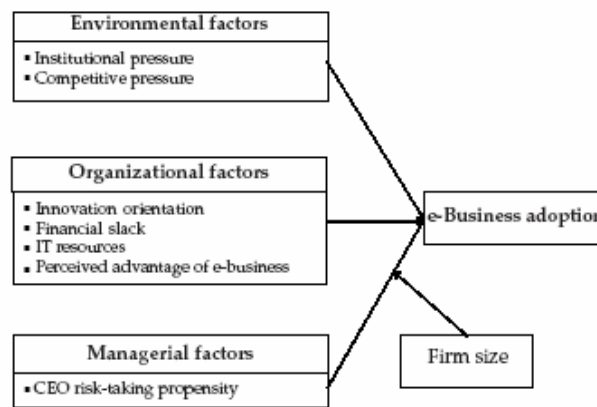 Environmental factors
▪ Institutional pressure
▪ Competitive pressure
Organizational factors
▪ Innovation orientation
▪ Financial slack
▪ IT resources
▪ Perceived advantage of e-business
e-Business adoption
Managerial factors
▪ CEO risk-taking propensity
Firm size